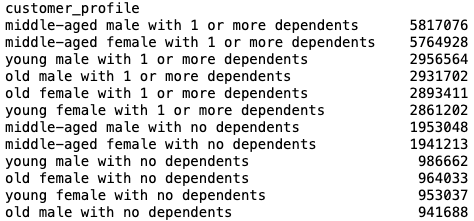 customer_profile
middle-aged male with 1 or more dependents 5817076
middle-aged female with 1 or more dependents 5764928
young male with 1 or more dependents 2956564
old male with 1 or more dependents 2931702
old female with 1 or more dependents 2893411
young female with 1 or more dependents 2861202
middle-aged male with no dependents 1953048
middle-aged female with no dependents 1941213
young male with no dependents 986662
old female with no dependents 964033
young female with no dependents 953037
old male with no dependents 941688